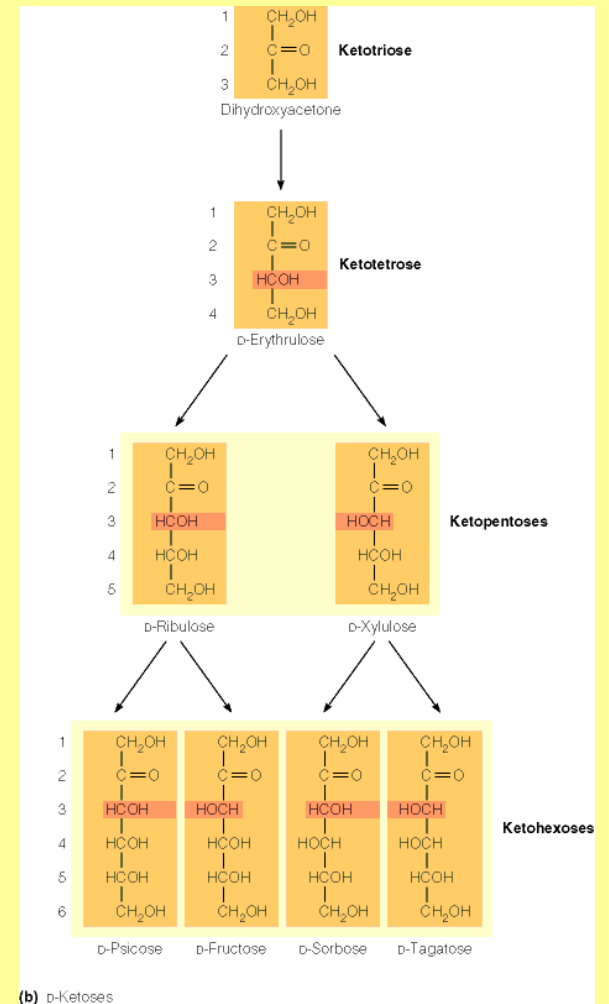 1 CH₂OH
2 C=O Ketotriose
3 CH₂OH
Dihydroxyacetone
1 CH₂OH
2 C=O
Ketotetrose
3 HCOH
4 CH₂OH
D-Erythrulose
1 CH₂OH CH₂OH
2 C=O C=O
3 HCOH HOCH Ketopentoses
4 HCOH HCOH
5 CH₂OH CH₂OH
D-Ribulose D-Xylulose
1 CH₂OH CH₂OH CH₂OH CH₂OH
2 C=O C=O C=O C=O
3 HCOH HOCH HCOH HOCH
Ketohexoses
4 HCOH HCOH HOCH HOCH
5 HCOH HCOH HCOH HCOH
6 CH₂OH CH₂OH CH₂OH CH₂OH
D-Psicose D-Fructose D-Sorbose D-Tagatose
(b) D-Ketoses